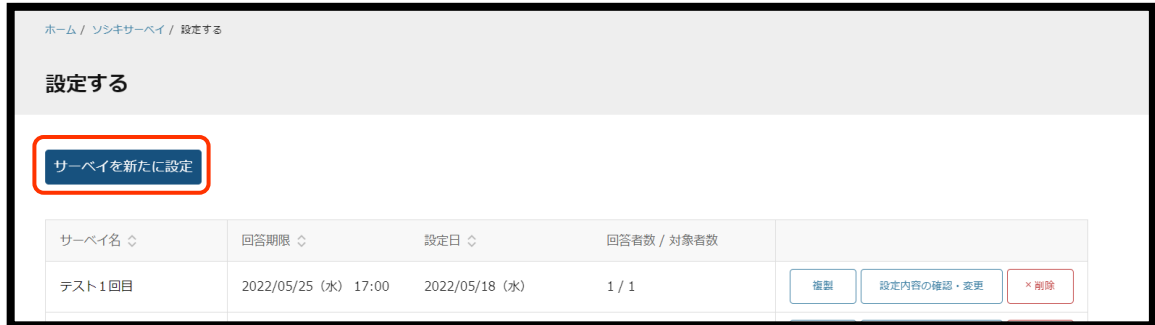 ホーム / ソシキサーベイ / 設定する
設定する
サーベイを新たに設定
サーベイ名 回答期限 設定日 回答者数 / 対象者数
テスト１回目 2022/05/25（水） 17:00 2022/05/18（水） 1 / 1 複製 設定内容の確認・変更 ×削除